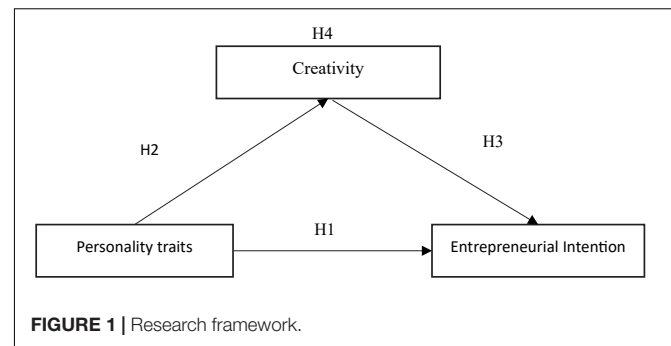 H4
Creativity
H2
H3
Personality traits
H1
Entrepreneurial Intention
FIGURE 1 | Research framework.